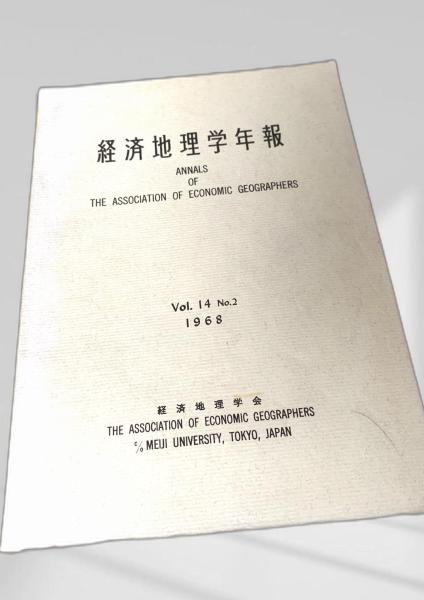 経済地理学年報
ANNALS
OF
THE ASSOCIATION OF ECONOMIC GEOGRAPHERS
Vol. 14 No.2
1968
経済地理学会
THE ASSOCIATION OF ECONOMIC GEOGRAPHERS
℅ MEIJI UNIVERSITY, TOKYO, JAPAN